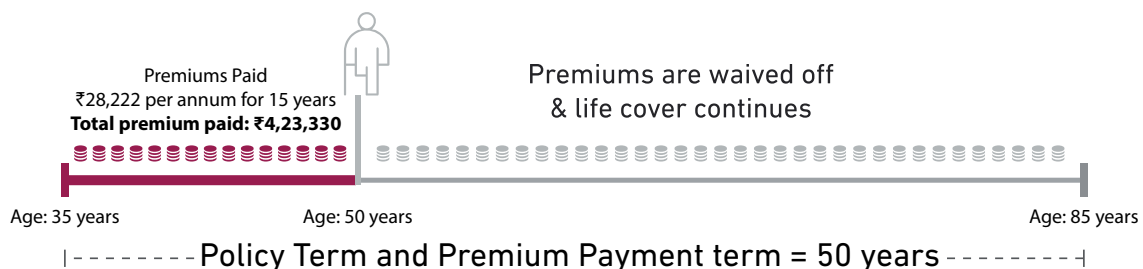 Premiums Paid
₹28,222 per annum for 15 years
Total premium paid: ₹4,23,330
Premiums are waived off
& life cover continues
Age: 35 years
Age: 50 years
Age: 85 years
Policy Term and Premium Payment term = 50 years